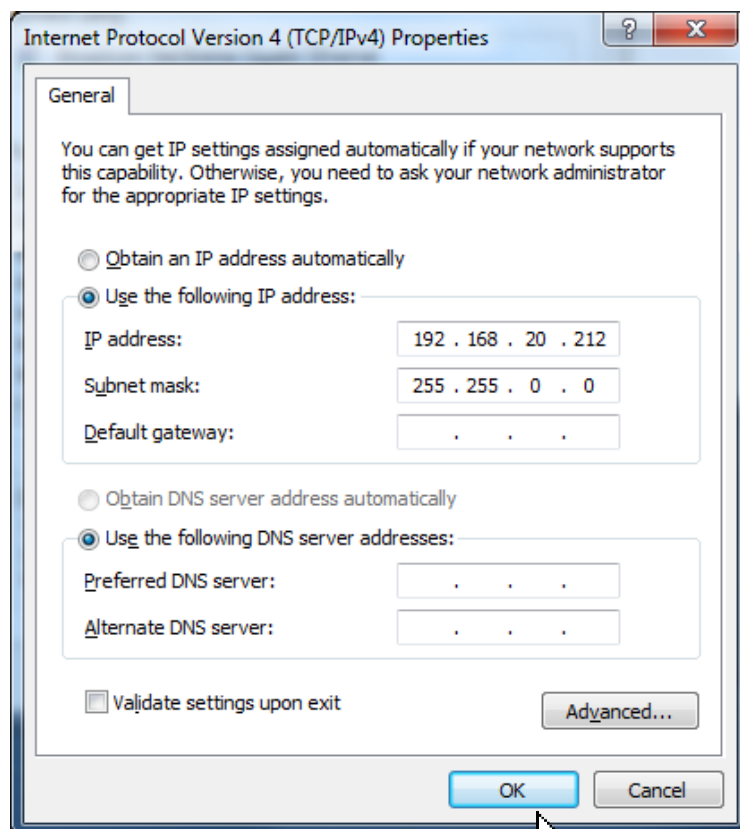 Internet Protocol Version 4 (TCP/IPv4) Properties
?
General
You can get IP settings assigned automatically if your network supports
this capability. Otherwise, you need to ask your network administrator
for the appropriate IP settings.
Obtain an IP address automatically
Use the following IP address:
IP address: 192 . 168 . 20 . 212
Subnet mask: 255 . 255 . 0 . 0
Default gateway: . . .
Obtain DNS server address automatically
Use the following DNS server addresses:
Preferred DNS server: . . .
Alternate DNS server: . . .
Validate settings upon exit
Advanced...
OK Cancel